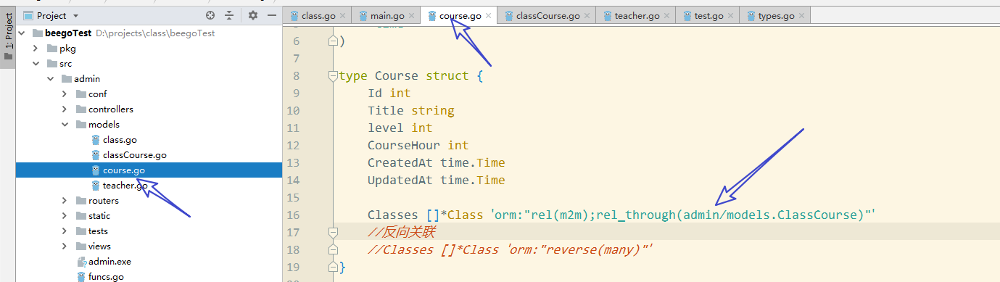 1: Project
Project
class.go
main.go
course.go
classCourse.go
teacher.go
test.go
types.go
beegoTest D:\projects\class\beegoTest
pkg
src
admin
conf
controllers
models
class.go
classCourse.go
course.go
teacher.go
routers
static
tests
views
admin.exe
funcs.go
6 )
7
8 type Course struct {
9 Id int
10 Title string
11 level int
12 CourseHour int
13 CreatedAt time.Time
14 UpdatedAt time.Time
15
16 Classes []*Class `orm:"rel(m2m);rel_through(admin/models.ClassCourse)"`
17 //反向关联
18 //Classes []*Class `orm:"reverse(many)"`
19 }